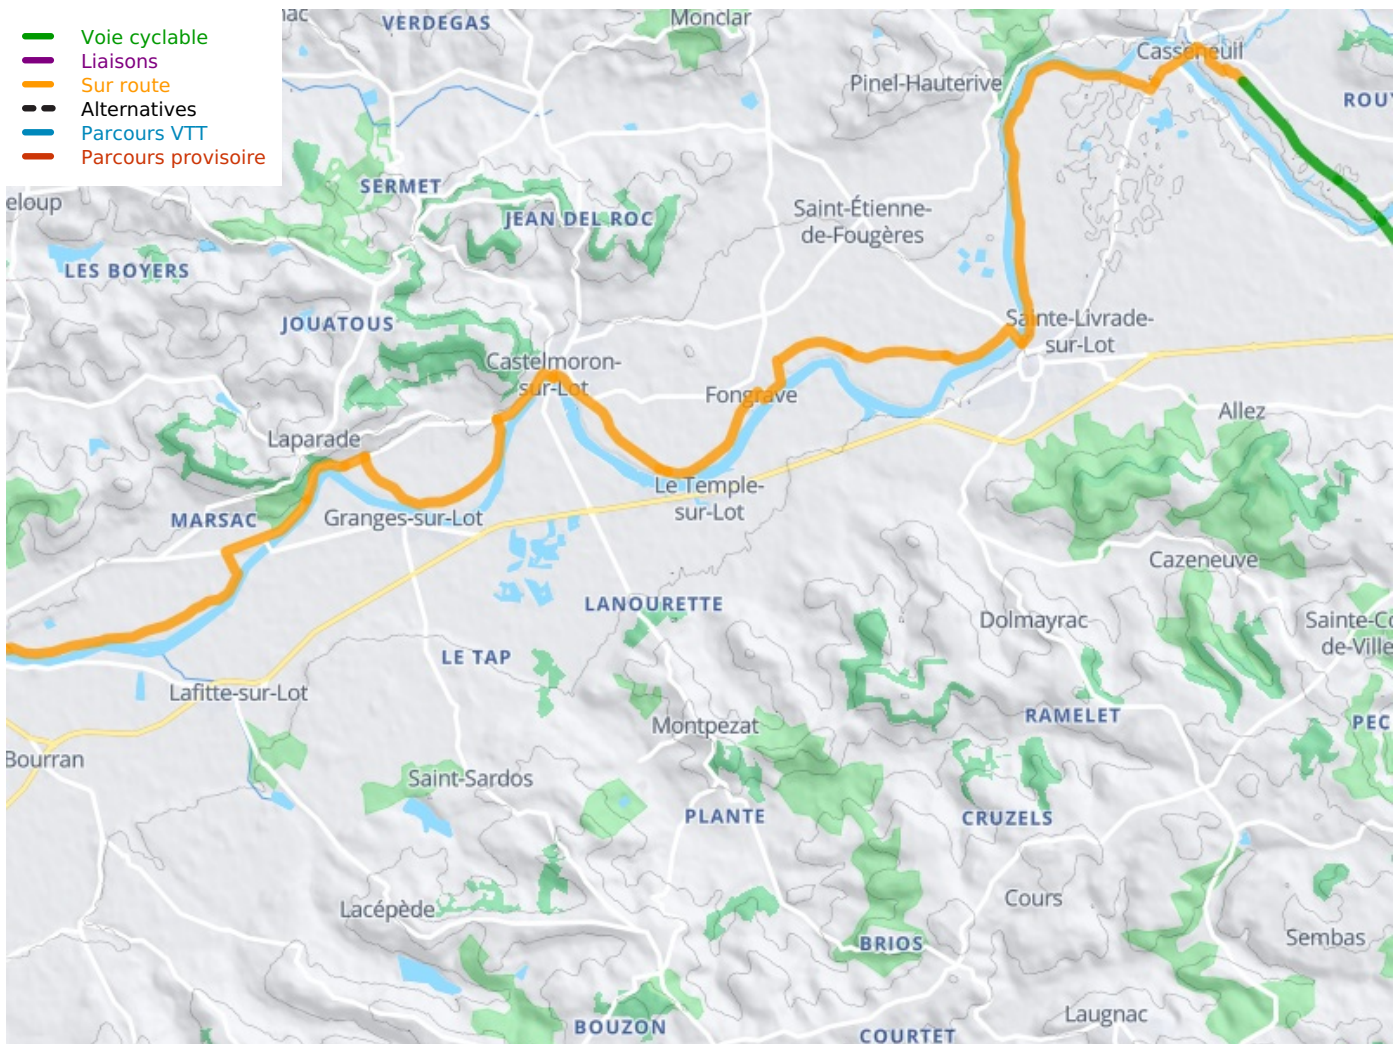 Voie cyclable
Liaisons
Sur route
Alternatives
Parcours VTT
Parcours provisoire
VERDEGAS
Monclar
Casseneuil
Pinel-Hauterive
ROUY
SERMET
eloup
JEAN DEL ROC
Saint-Étienne-
de-Fougères
LES BOYERS
JOUATOUS
Sainte-Livrade-
sur-Lot
Castelmoron-
sur-Lot
Fongrave
Allez
Laparade
Le Temple-
sur-Lot
MARSAC
Granges-sur-Lot
Cazeneuve
LANOURETTE
Dolmayrac
Sainte-Co
de-Ville
LE TAP
Lafitte-sur-Lot
RAMELET
Montpezat
PEC
Bourran
Saint-Sardos
PLANTE
CRUZELS
Cours
Lacépède
Sembas
BRIOS
Laugnac
BOUZON
COURTET